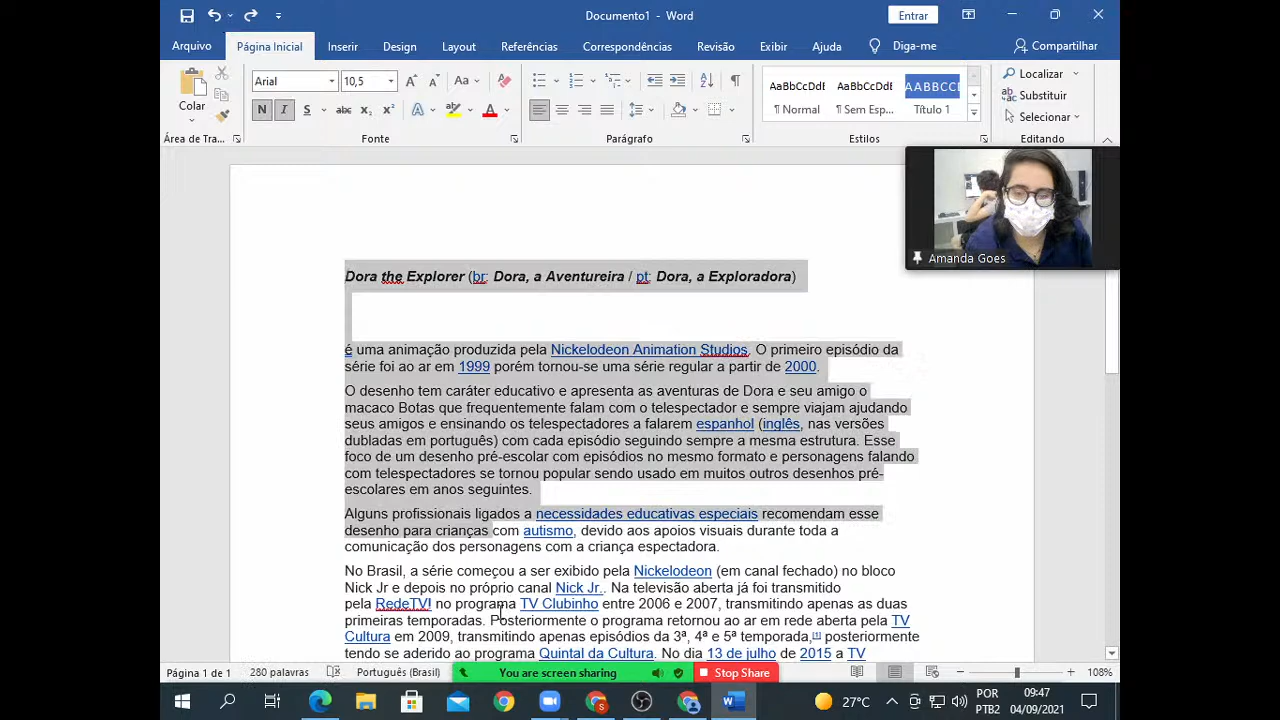 Documento1 - Word
Entrar
Arquivo Página Inicial Inserir Design Layout Referências Correspondências Revisão Exibir Ajuda Diga-me Compartilhar
Colar
Arial 10,5
Aa
N I S abc x₂ x² A A
AaBbCcDdE AaBbCcDdE AABBCCI
¶ Normal ¶ Sem Esp... Título 1
Localizar
Substituir
Selecionar
Área de Tra... Fonte Parágrafo Estilos Editando
Amanda Goes
Dora the Explorer (br: Dora, a Aventureira / pt: Dora, a Exploradora)
é uma animação produzida pela Nickelodeon Animation Studios. O primeiro episódio da
série foi ao ar em 1999 porém tornou-se uma série regular a partir de 2000.
O desenho tem caráter educativo e apresenta as aventuras de Dora e seu amigo o
macaco Botas que frequentemente falam com o telespectador e sempre viajam ajudando
seus amigos e ensinando os telespectadores a falarem espanhol (inglês, nas versões
dubladas em português) com cada episódio seguindo sempre a mesma estrutura. Esse
foco de um desenho pré-escolar com episódios no mesmo formato e personagens falando
com telespectadores se tornou popular sendo usado em muitos outros desenhos pré-
escolares em anos seguintes.
Alguns profissionais ligados a necessidades educativas especiais recomendam esse
desenho para crianças com autismo, devido aos apoios visuais durante toda a
comunicação dos personagens com a criança espectadora.
No Brasil, a série começou a ser exibido pela Nickelodeon (em canal fechado) no bloco
Nick Jr e depois no próprio canal Nick Jr.. Na televisão aberta já foi transmitido
pela RedeTV! no programa TV Clubinho entre 2006 e 2007, transmitindo apenas as duas
primeiras temporadas. Posteriormente o programa retornou ao ar em rede aberta pela TV
Cultura em 2009, transmitindo apenas episódios da 3ª, 4ª e 5ª temporada,[1] posteriormente
tendo se aderido ao programa Quintal da Cultura. No dia 13 de julho de 2015 a TV
Página 1 de 1 280 palavras Português (Brasil) You are screen sharing Stop Share 108%
27°C POR 09:47
PTB2 04/09/2021